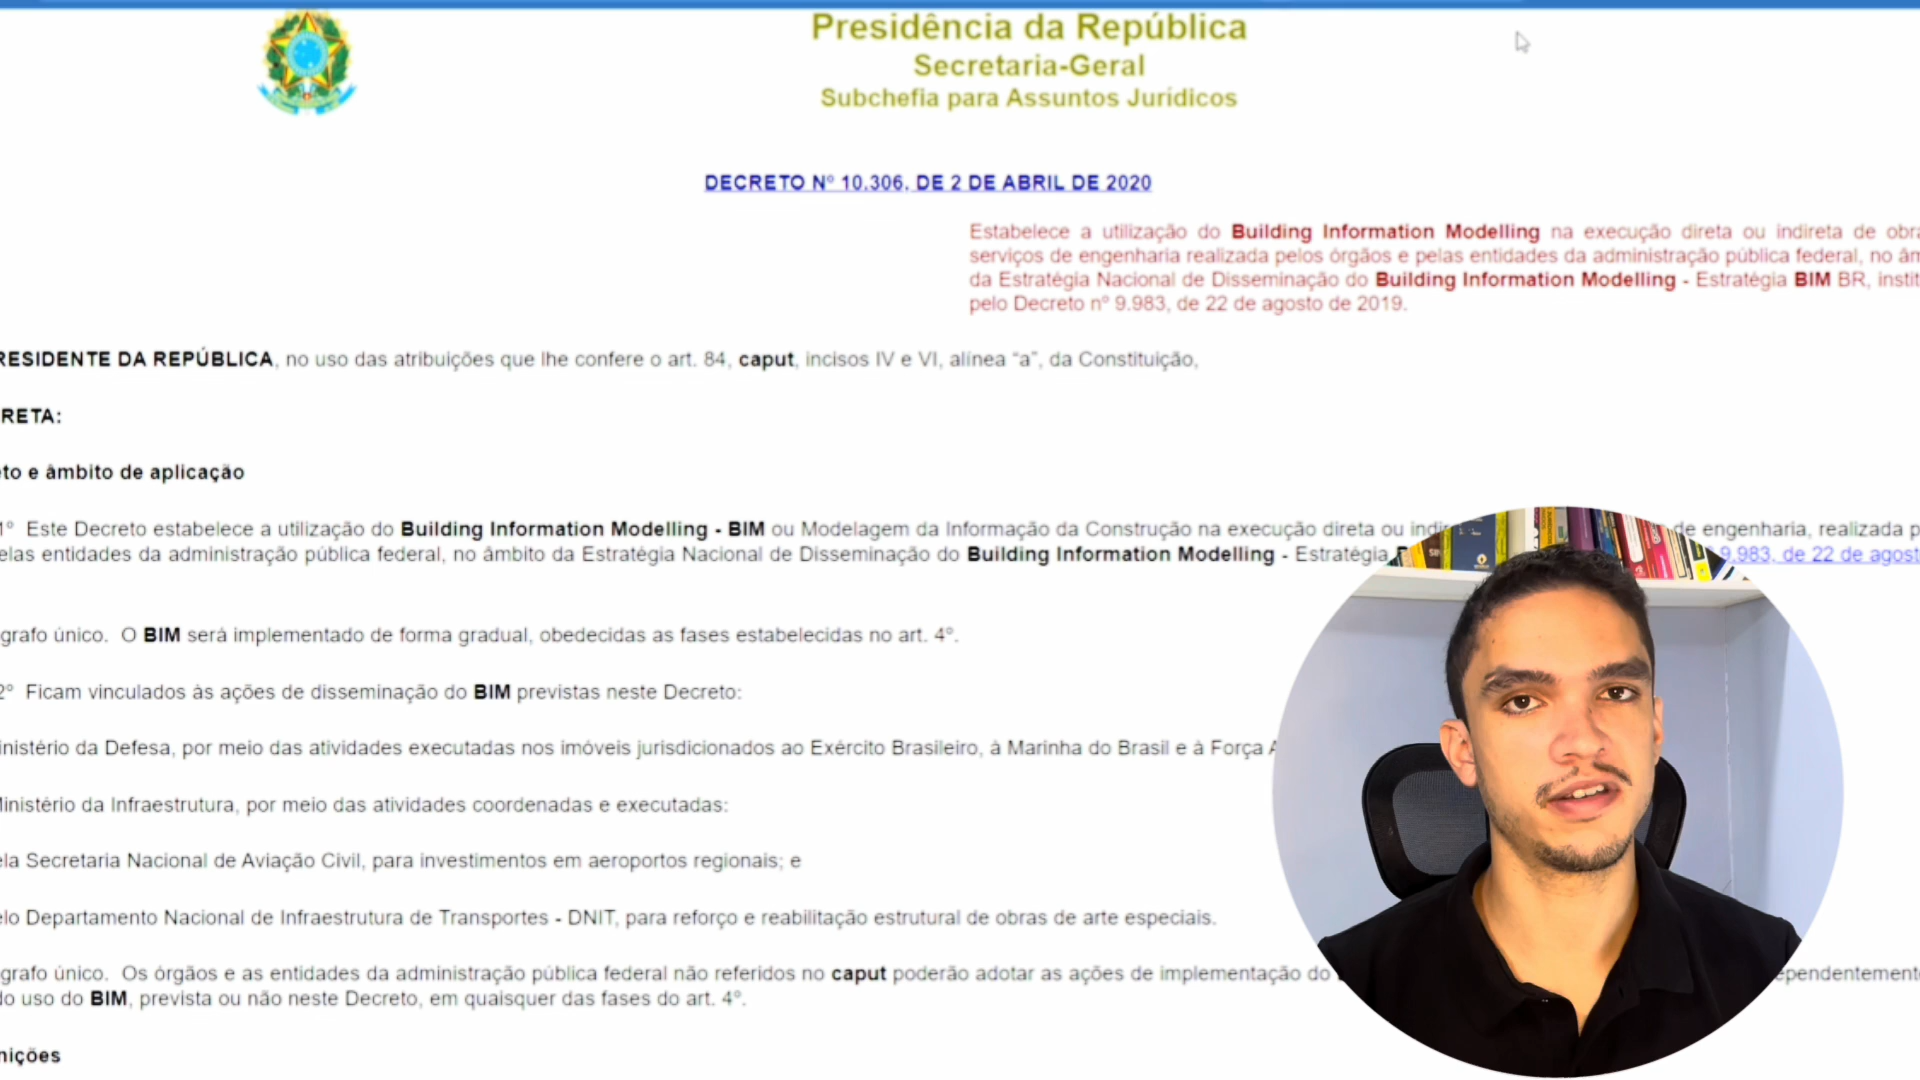 Presidência da República
Secretaria-Geral
Subchefia para Assuntos Jurídicos
DECRETO Nº 10.306, DE 2 DE ABRIL DE 2020
Estabelece a utilização do Building Information Modelling na execução direta ou indireta de obra
serviços de engenharia realizada pelos órgãos e pelas entidades da administração pública federal, no âm
da Estratégia Nacional de Disseminação do Building Information Modelling - Estratégia BIM BR, instit
pelo Decreto nº 9.983, de 22 de agosto de 2019.
RESIDENTE DA REPÚBLICA, no uso das atribuições que lhe confere o art. 84, caput, incisos IV e VI, alínea “a”, da Constituição,
RETA:
to e âmbito de aplicação
1º Este Decreto estabelece a utilização do Building Information Modelling - BIM ou Modelagem da Informação da Construção na execução direta ou indir de engenharia, realizada p
elas entidades da administração pública federal, no âmbito da Estratégia Nacional de Disseminação do Building Information Modelling - Estratégia 9.983, de 22 de agost
grafo único. O BIM será implementado de forma gradual, obedecidas as fases estabelecidas no art. 4º.
2º Ficam vinculados às ações de disseminação do BIM previstas neste Decreto:
inistério da Defesa, por meio das atividades executadas nos imóveis jurisdicionados ao Exército Brasileiro, à Marinha do Brasil e à Força
Ministério da Infraestrutura, por meio das atividades coordenadas e executadas:
ela Secretaria Nacional de Aviação Civil, para investimentos em aeroportos regionais; e
elo Departamento Nacional de Infraestrutura de Transportes - DNIT, para reforço e reabilitação estrutural de obras de arte especiais.
grafo único. Os órgãos e as entidades da administração pública federal não referidos no caput poderão adotar as ações de implementação do ependentemente
do uso do BIM, prevista ou não neste Decreto, em quaisquer das fases do art. 4º.
nições